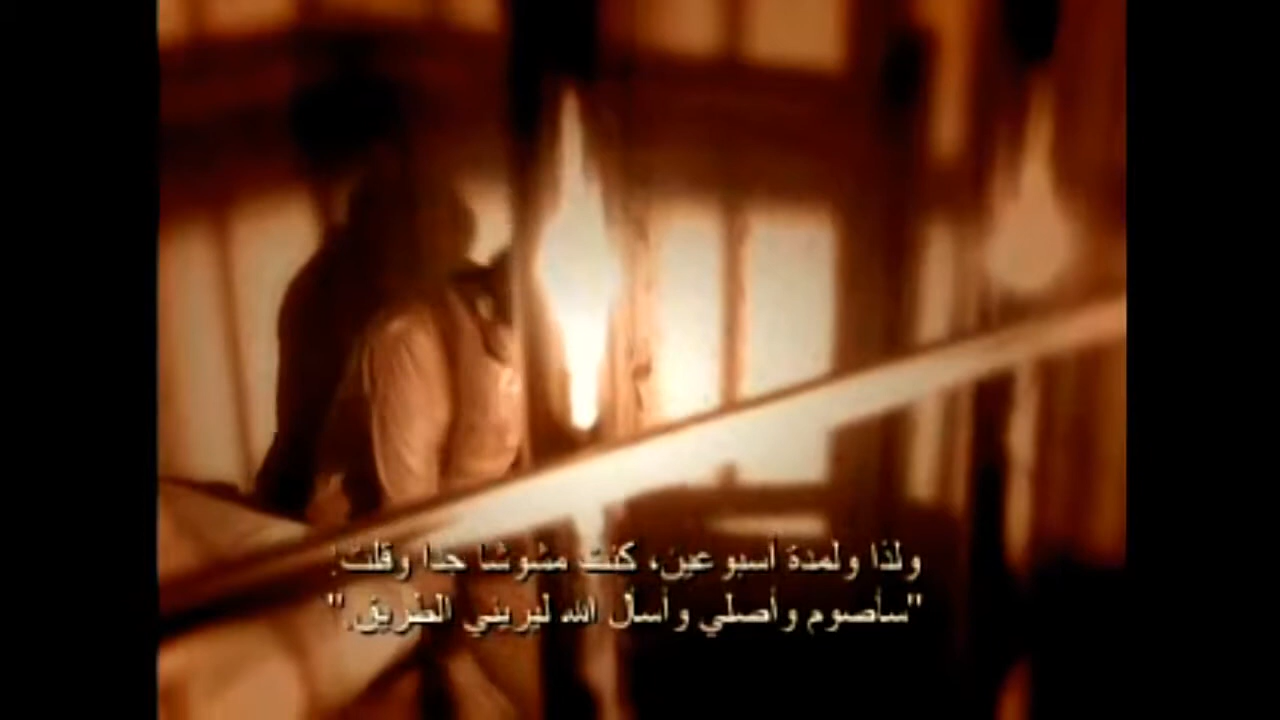 ولذا ولمدة أسبوعين، كنت مشوشا جدا وقلت:
"سأصوم وأصلي وأسأل الله ليريني الطريق."